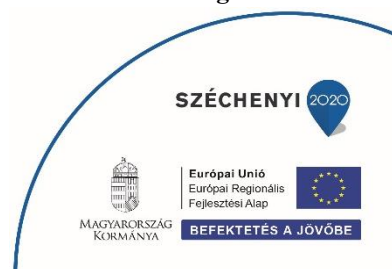 SZÉCHENYI 2020
Európai Unió
Európai Regionális
Fejlesztési Alap
MAGYARORSZÁG
KORMÁNYA
BEFEKTETÉS A JÖVŐBE